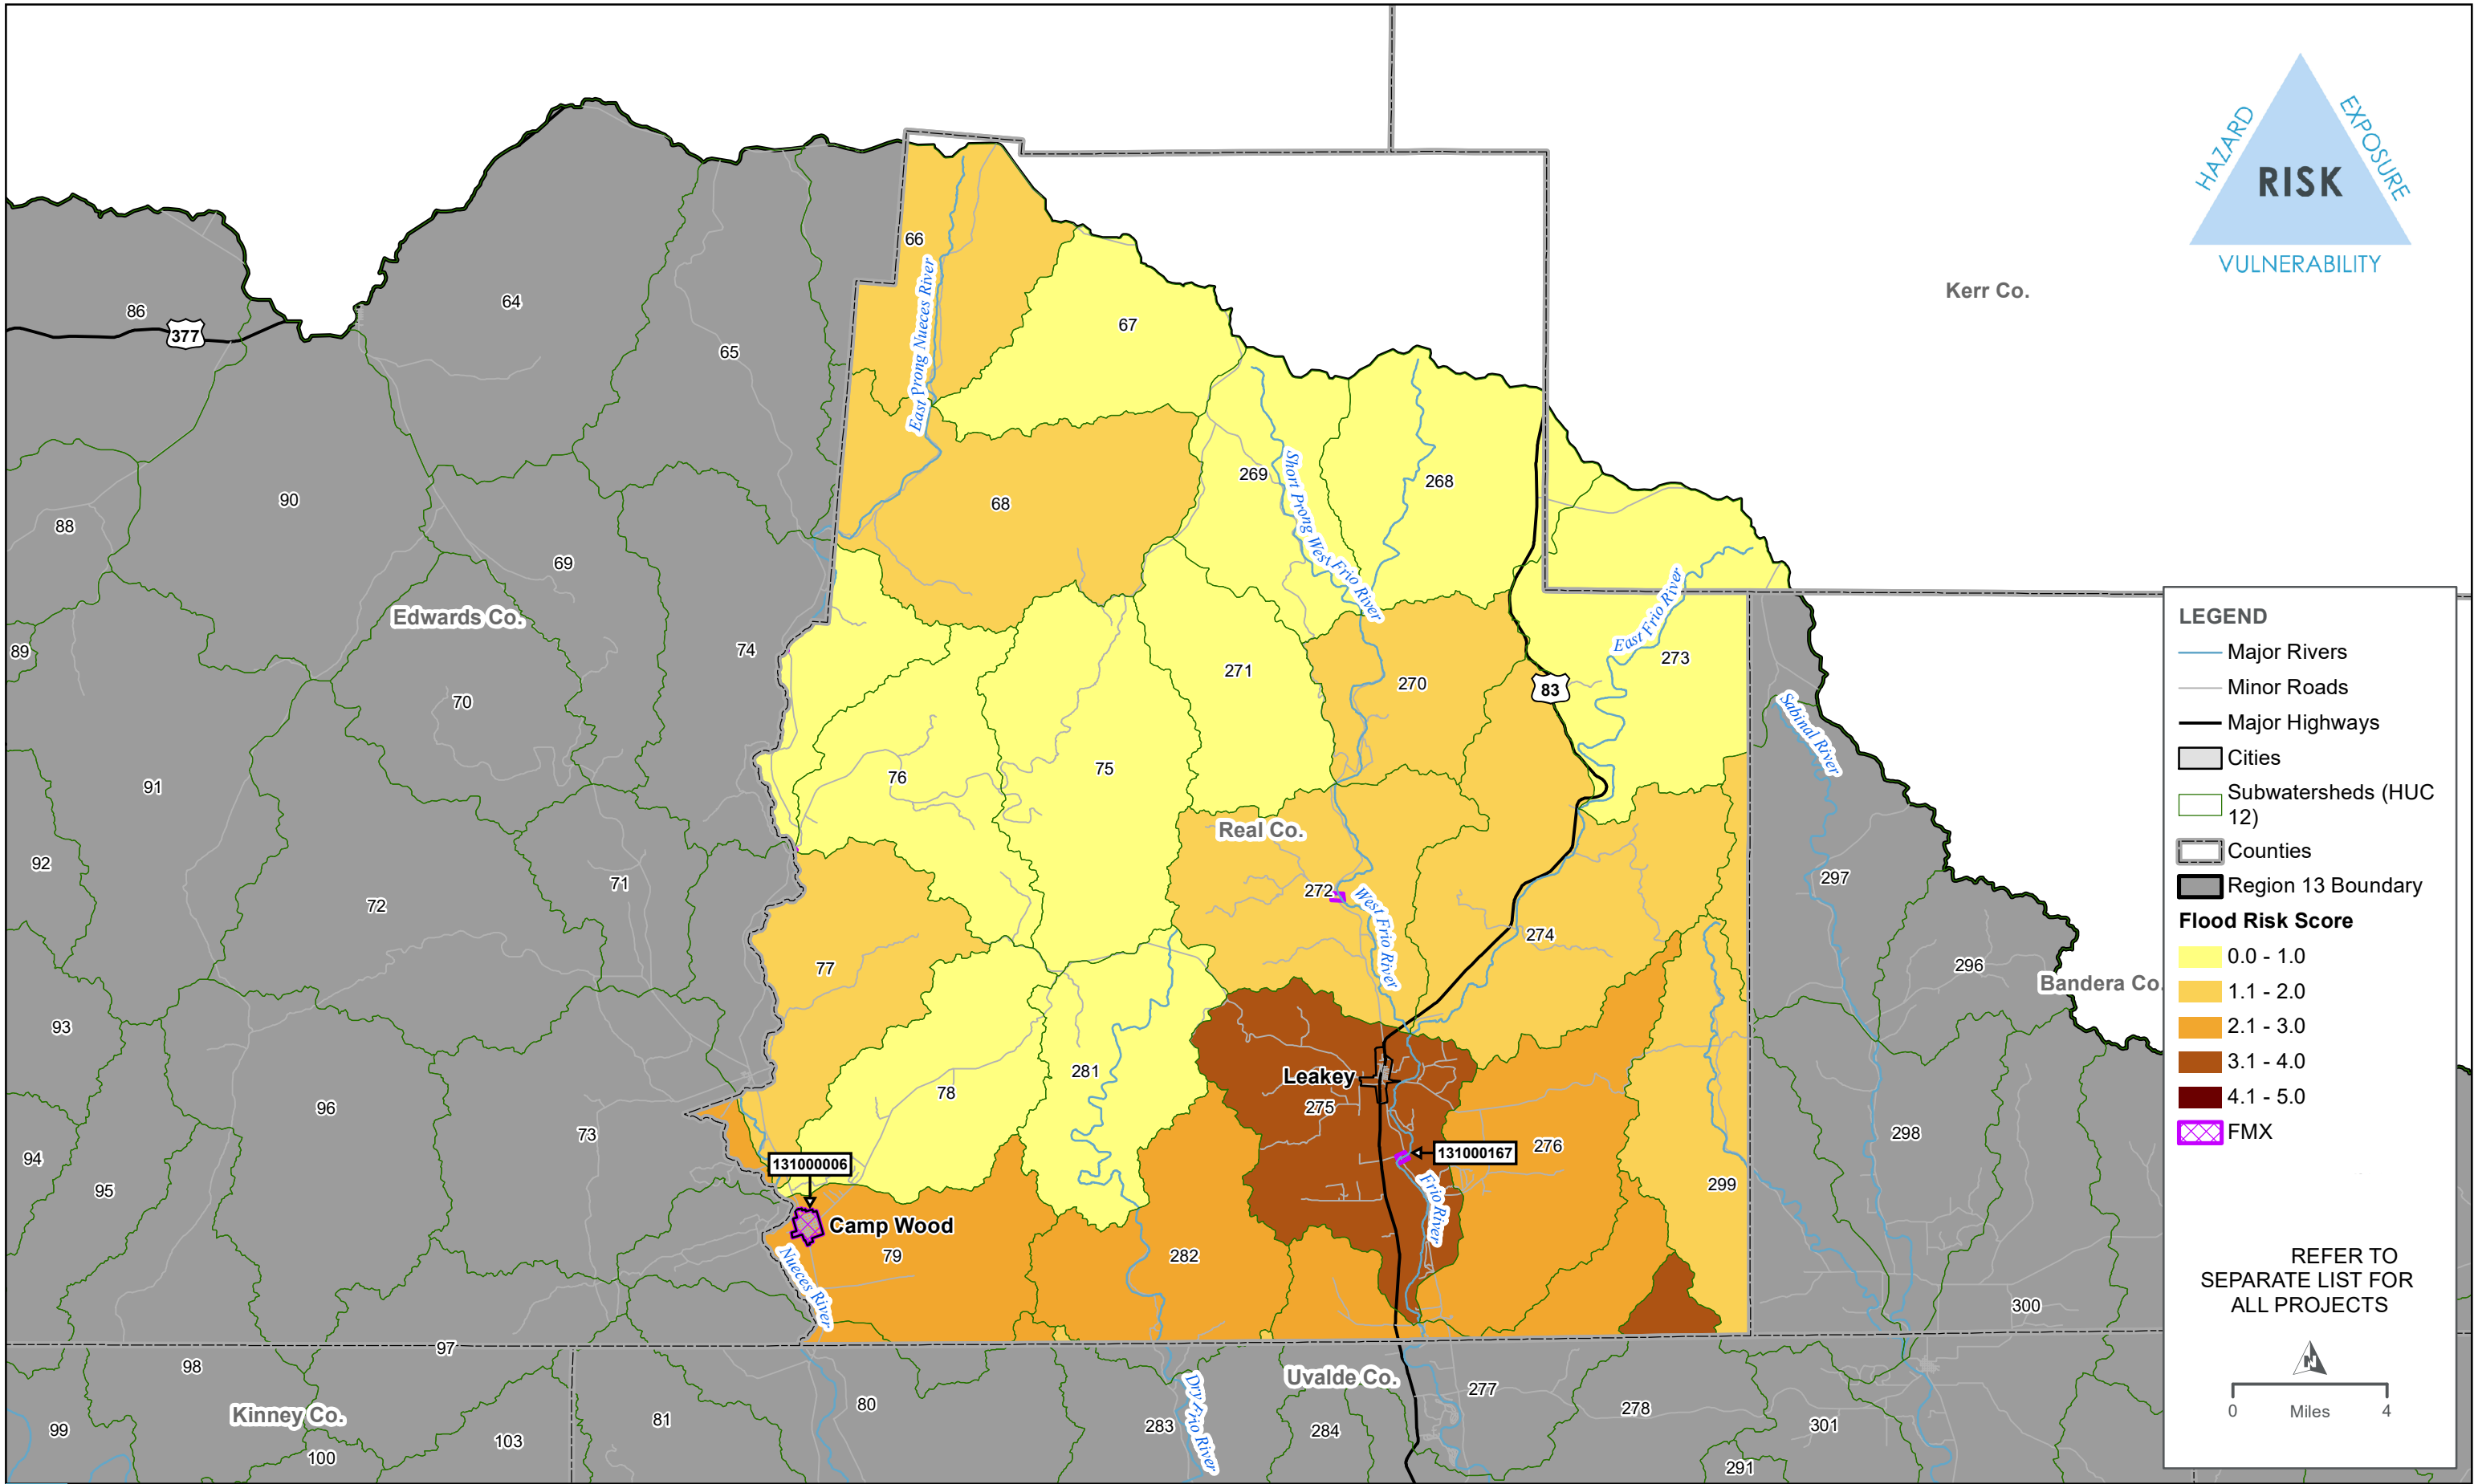 HAZARD
EXPOSURE
RISK
VULNERABILITY
Kerr Co.
66
East Prong Nueces River
64
86
377
67
65
269
268
Short Prong West Frio River
68
90
88
69
East Frio River
Edwards Co.
89
74
273
271
270
83
70
Sabinal River
75
76
91
Real Co.
92
297
71
272
West Frio River
72
274
77
296
Bandera Co.
93
281
Leakey
78
275
96
73
298
276
131000167
94
131000006
299
95
Frio River
Camp Wood
79
282
Nueces River
300
97
98
Uvalde Co.
277
80
278
Kinney Co.
81
283
Dry Frio River
284
301
99
103
100
291
LEGEND
Major Rivers
Minor Roads
Major Highways
Cities
Subwatersheds (HUC
12)
Counties
Region 13 Boundary
Flood Risk Score
0.0 - 1.0
1.1 - 2.0
2.1 - 3.0
3.1 - 4.0
4.1 - 5.0
FMX
REFER TO
SEPARATE LIST FOR
ALL PROJECTS
N
0 Miles 4